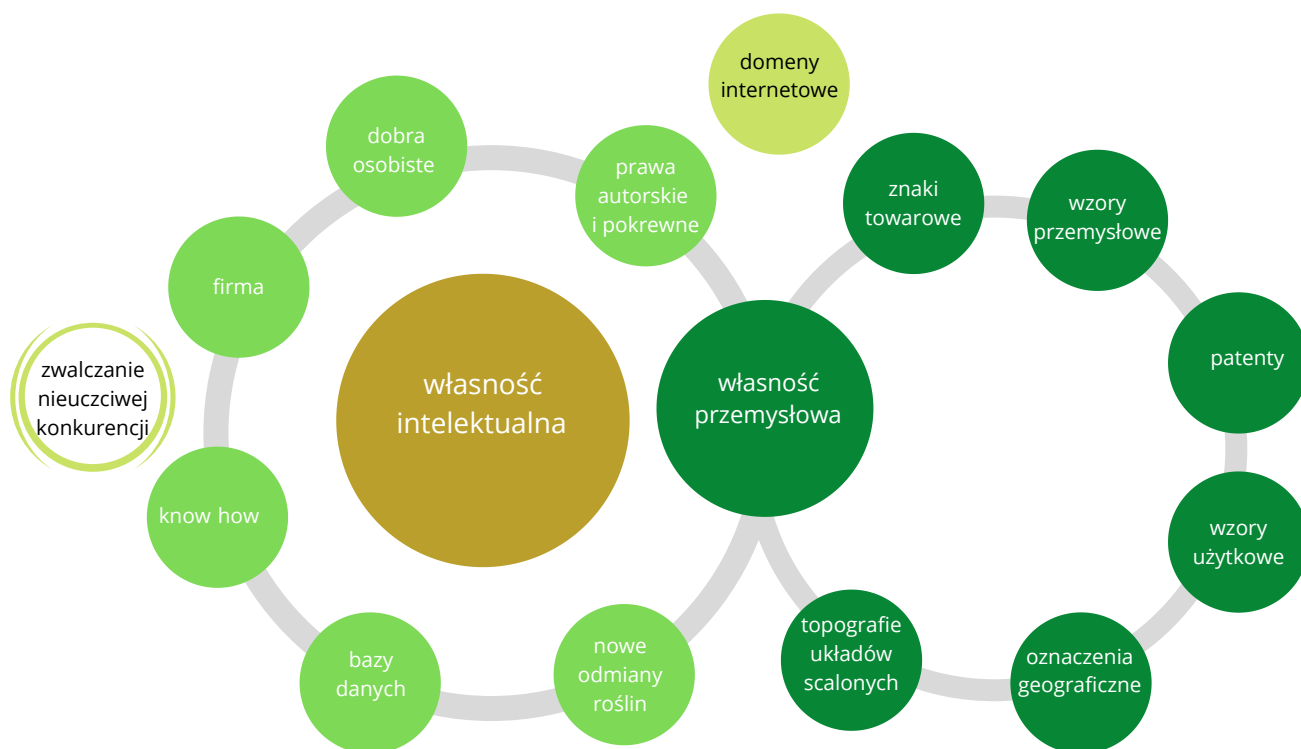 domeny
internetowe
dobra
osobiste
prawa
autorskie
i pokrewne
znaki
towarowe
wzory
przemysłowe
firma
patenty
zwalczanie
nieuczciwej
konkurencji
własność
intelektualna
własność
przemysłowa
know how
wzory
użytkowe
bazy
danych
nowe
odmiany
roślin
topografie
układów
scalonych
oznaczenia
geograficzne